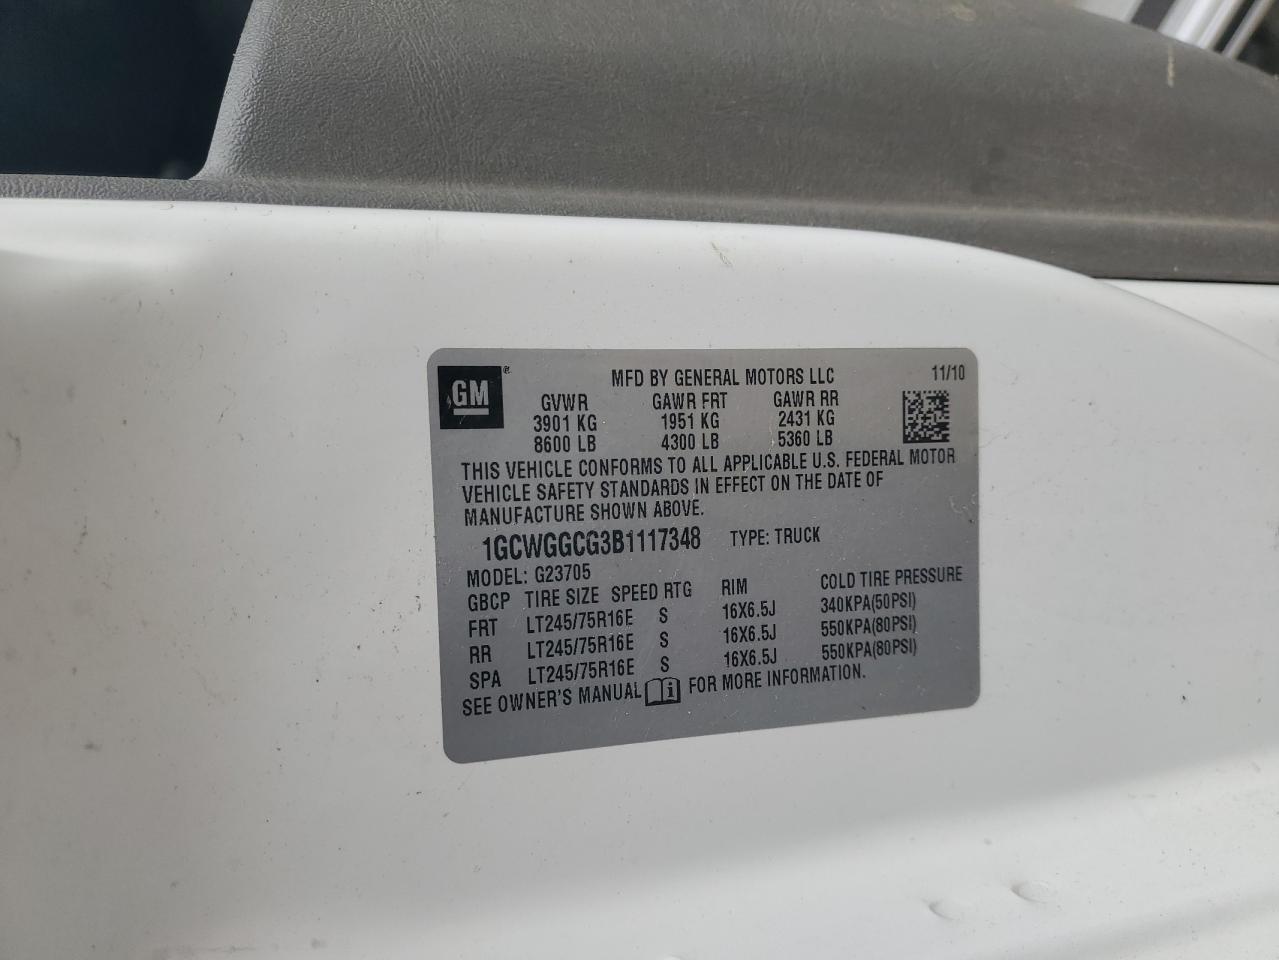 GM
MFD BY GENERAL MOTORS LLC 11/10
GVWR GAWR FRT GAWR RR
3901 KG 1951 KG 2431 KG
8600 LB 4300 LB 5360 LB
THIS VEHICLE CONFORMS TO ALL APPLICABLE U.S. FEDERAL MOTOR
VEHICLE SAFETY STANDARDS IN EFFECT ON THE DATE OF
MANUFACTURE SHOWN ABOVE.
1GCWGGCG3B1117348 TYPE: TRUCK
MODEL: G23705
GBCP TIRE SIZE SPEED RTG RIM COLD TIRE PRESSURE
FRT LT245/75R16E S 16X6.5J 340KPA(50PSI)
RR LT245/75R16E S 16X6.5J 550KPA(80PSI)
SPA LT245/75R16E S 16X6.5J 550KPA(80PSI)
SEE OWNER'S MANUAL FOR MORE INFORMATION.